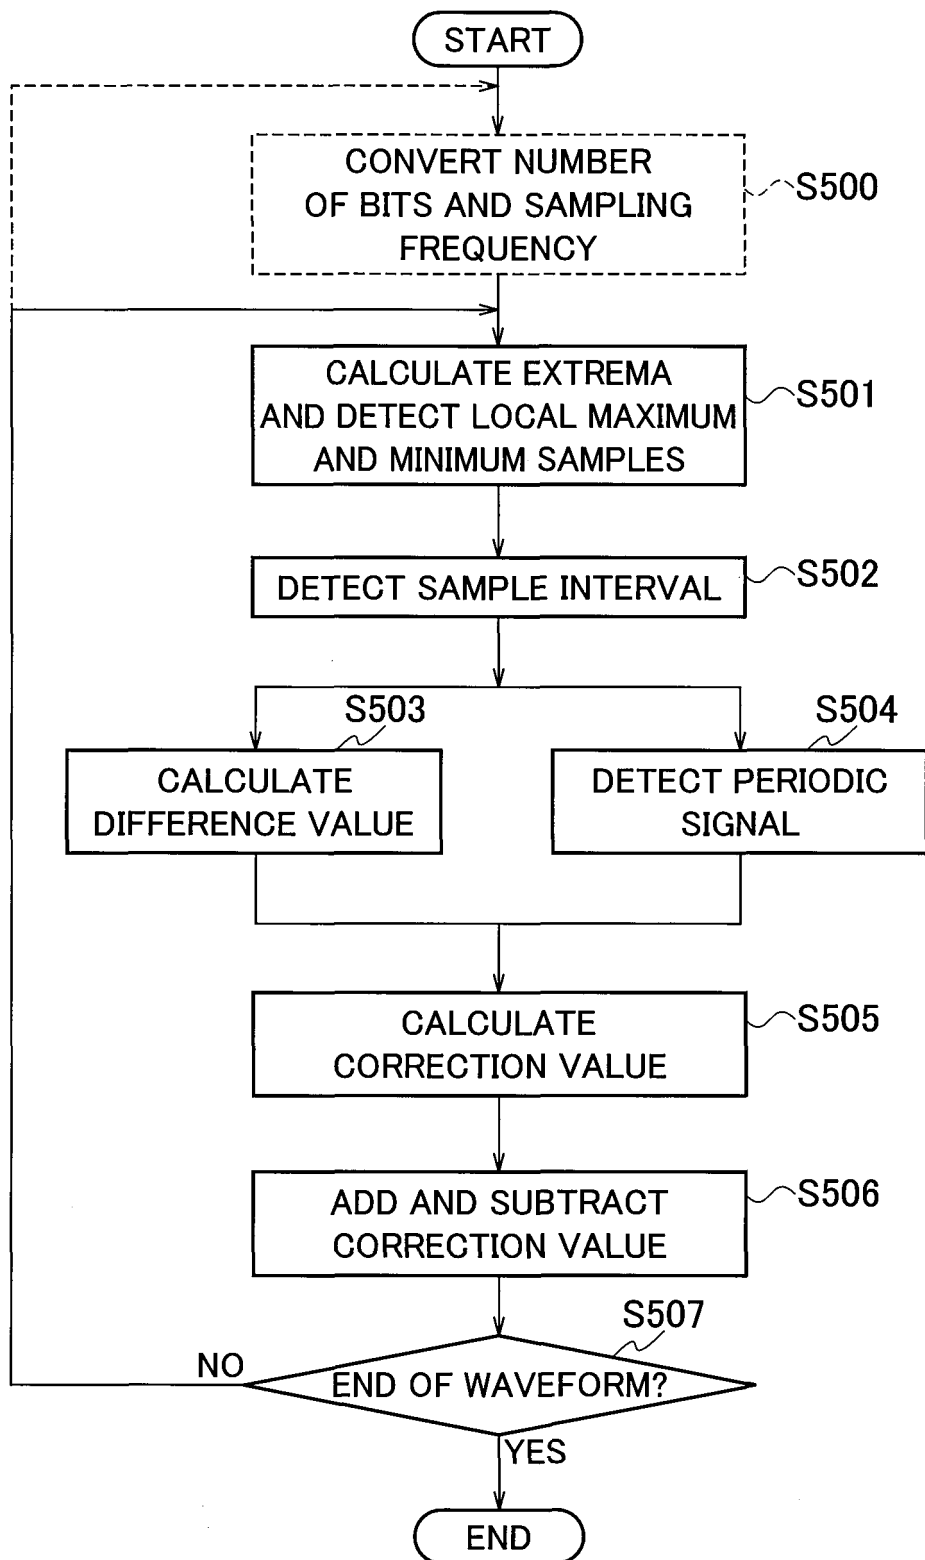 START
CONVERT NUMBER
OF BITS AND SAMPLING
FREQUENCY
S500
CALCULATE EXTREMA
AND DETECT LOCAL MAXIMUM
AND MINIMUM SAMPLES
S501
DETECT SAMPLE INTERVAL
S502
S503
CALCULATE
DIFFERENCE VALUE
S504
DETECT PERIODIC
SIGNAL
CALCULATE
CORRECTION VALUE
S505
ADD AND SUBTRACT
CORRECTION VALUE
S506
S507
NO
END OF WAVEFORM?
YES
END